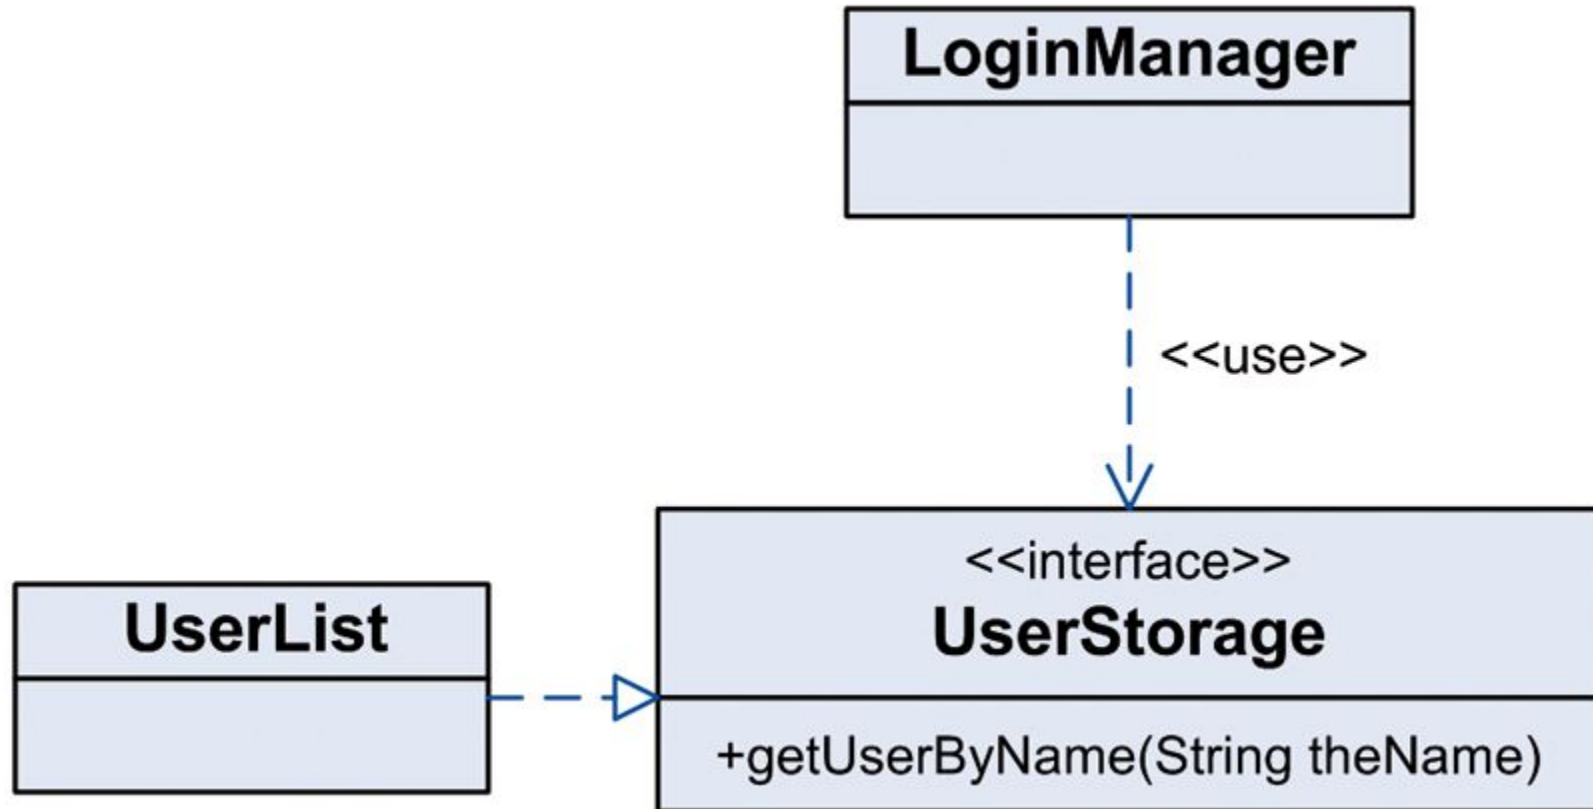 LoginManager
<<use>>
<<interface>>
UserStorage
UserList
+getUserByName(String theName)